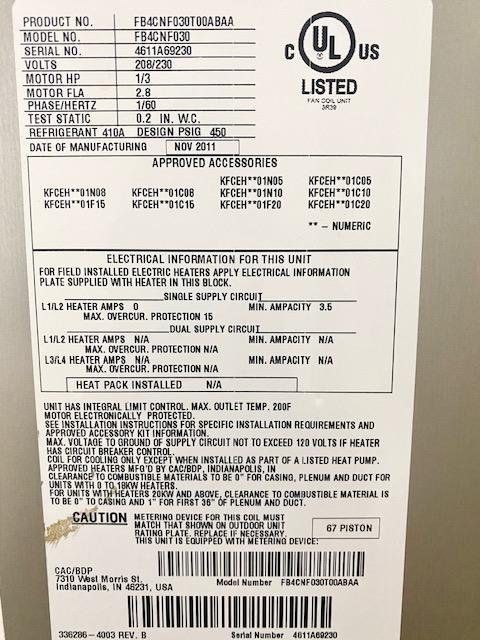 PRODUCT NO. FB4CNF030T00ABAA
MODEL NO. FB4CNF030
SERIAL NO. 4611A69230
VOLTS 208/230
MOTOR HP 1/3
MOTOR FLA 2.8
PHASE/HERTZ 1/60
TEST STATIC 0.2 IN. W.C.
REFRIGERANT 410A DESIGN PSIG 450
DATE OF MANUFACTURING NOV 2011
C UL US
LISTED
FAN COIL UNIT
APPROVED ACCESSORIES
KFCEH**01N05 KFCEH**01C05
KFCEH**01N08 KFCEH**01C08 KFCEH**01N10 KFCEH**01C10
KFCEH**01F15 KFCEH**01C15 KFCEH**01F20 KFCEH**01C20
** - NUMERIC
ELECTRICAL INFORMATION FOR THIS UNIT
FOR FIELD INSTALLED ELECTRIC HEATERS APPLY ELECTRICAL INFORMATION
PLATE SUPPLIED WITH HEATER IN THIS BLOCK.
SINGLE SUPPLY CIRCUIT
L1/L2 HEATER AMPS 0 MIN. AMPACITY 3.5
MAX. OVERCUR. PROTECTION 15
DUAL SUPPLY CIRCUIT
L1/L2 HEATER AMPS N/A MIN. AMPACITY N/A
MAX. OVERCUR. PROTECTION N/A
L3/L4 HEATER AMPS N/A MIN. AMPACITY N/A
MAX. OVERCUR. PROTECTION N/A
HEAT PACK INSTALLED N/A
UNIT HAS INTEGRAL LIMIT CONTROL. MAX. OUTLET TEMP. 200F
MOTOR ELECTRONICALLY PROTECTED.
SEE INSTALLATION INSTRUCTIONS FOR SPECIFIC INSTALLATION REQUIREMENTS AND
APPROVED ACCESSORY KIT INFORMATION.
MAX. VOLTAGE TO GROUND OF SUPPLY CIRCUIT NOT TO EXCEED 120 VOLTS IF HEATER
HAS CIRCUIT BREAKER CONTROL.
COIL FOR COOLING ONLY EXCEPT WHEN INSTALLED AS PART OF A LISTED HEAT PUMP.
APPROVED HEATERS MFG'D BY CAC/BDP, INDIANAPOLIS, IN
CLEARANCE TO COMBUSTIBLE MATERIALS TO BE 0" FOR CASING, PLENUM AND DUCT FOR
UNITS WITH 0 TO 18KW HEATERS.
FOR UNITS WITH HEATERS 20KW AND ABOVE, CLEARANCE TO COMBUSTIBLE MATERIAL IS
TO BE 0" TO CASING AND 1" FOR FIRST 36" OF PLENUM AND DUCT.
CAUTION METERING DEVICE FOR THIS COIL MUST
MATCH THAT SHOWN ON OUTDOOR UNIT
RATING PLATE. REPLACE IF NECESSARY.
THIS UNIT IS EQUIPPED WITH METERING DEVICE:
67 PISTON
CAC/BDP
7310 West Morris St.
Indianapolis, IN 46231, USA
Model Number FB4CNF030T00ABAA
336286-4003 REV. B Serial Number 4611A69230